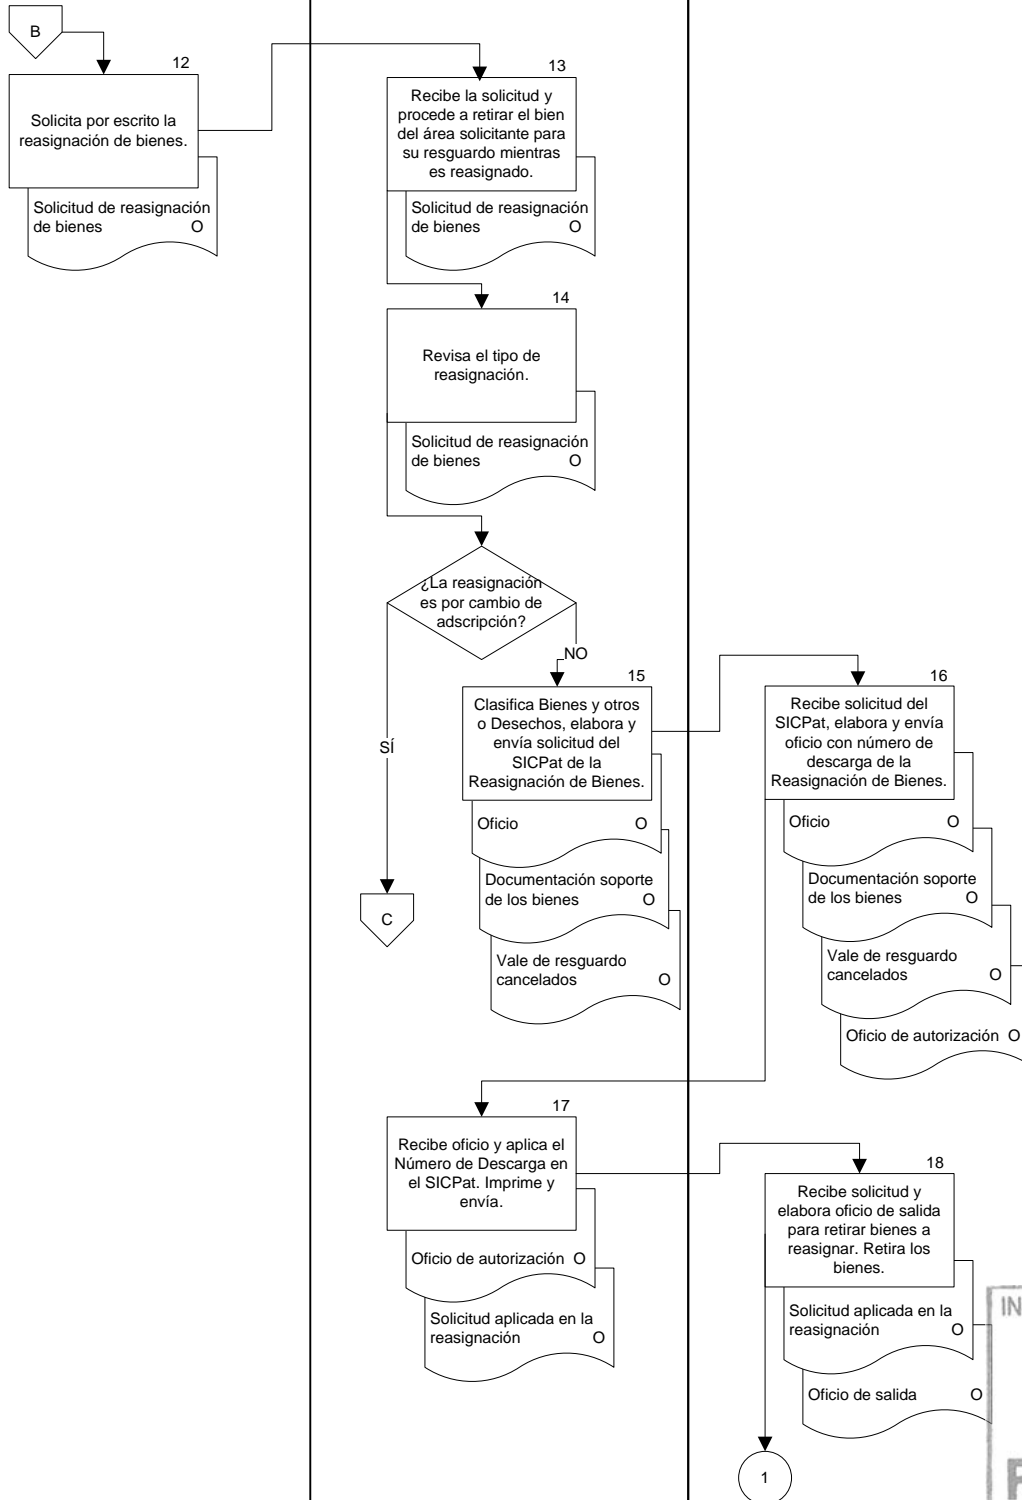 B
12
Solicita por escrito la
reasignación de bienes.
Solicitud de reasignación
de bienes O
13
Recibe la solicitud y
procede a retirar el bien
del área solicitante para
su resguardo mientras
es reasignado.
Solicitud de reasignación
de bienes O
14
Revisa el tipo de
reasignación.
Solicitud de reasignación
de bienes O
¿La reasignación
es por cambio de
adscripción?
NO
SÍ
C
15
Clasifica Bienes y otros
o Desechos, elabora y
envía solicitud del
SICPat de la
Reasignación de Bienes.
Oficio O
Documentación soporte
de los bienes O
Vale de resguardo
cancelados O
16
Recibe solicitud del
SICPat, elabora y envía
oficio con número de
descarga de la
Reasignación de Bienes.
Oficio O
Documentación soporte
de los bienes O
Vale de resguardo
cancelados O
Oficio de autorización O
17
Recibe oficio y aplica el
Número de Descarga en
el SICPat. Imprime y
envía.
Oficio de autorización O
Solicitud aplicada en la
reasignación O
18
Recibe solicitud y
elabora oficio de salida
para retirar bienes a
reasignar. Retira los
bienes.
Solicitud aplicada en la
reasignación O
Oficio de salida O
1
IN